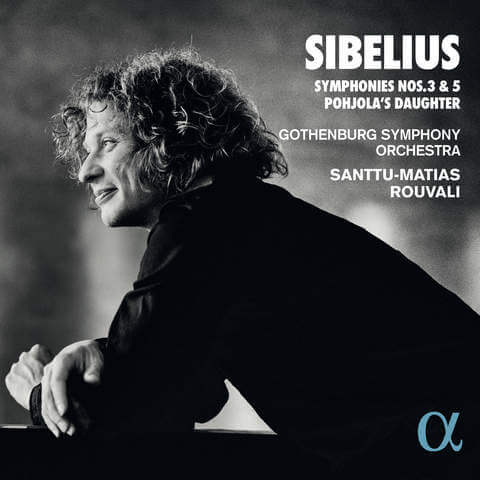 SIBELIUS
SYMPHONIES NOS.3 & 5
POHJOLA'S DAUGHTER
GOTHENBURG SYMPHONY
ORCHESTRA
SANTTU-MATIAS
ROUVALI
α